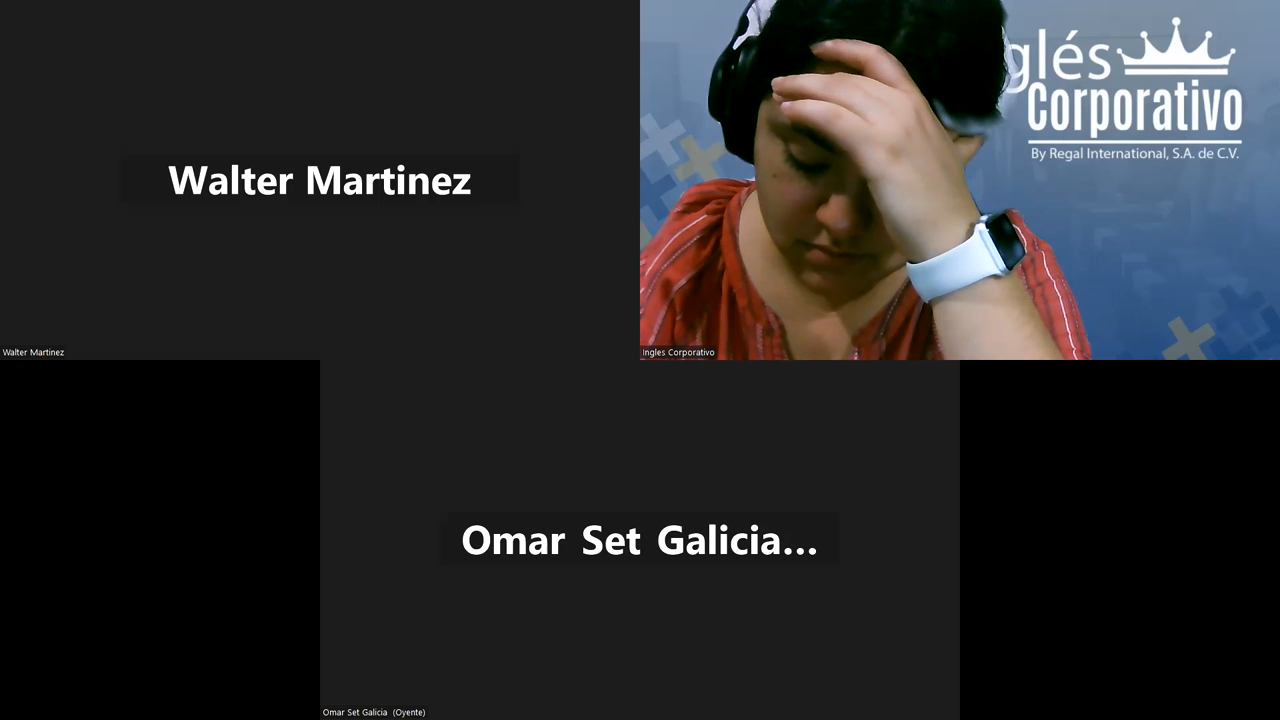 Walter Martinez
Walter Martinez
glés
Corporativo
By Regal International, S.A. de C.V.
Ingles Corporativo
Omar Set Galicia...
Omar Set Galicia (Oyente)